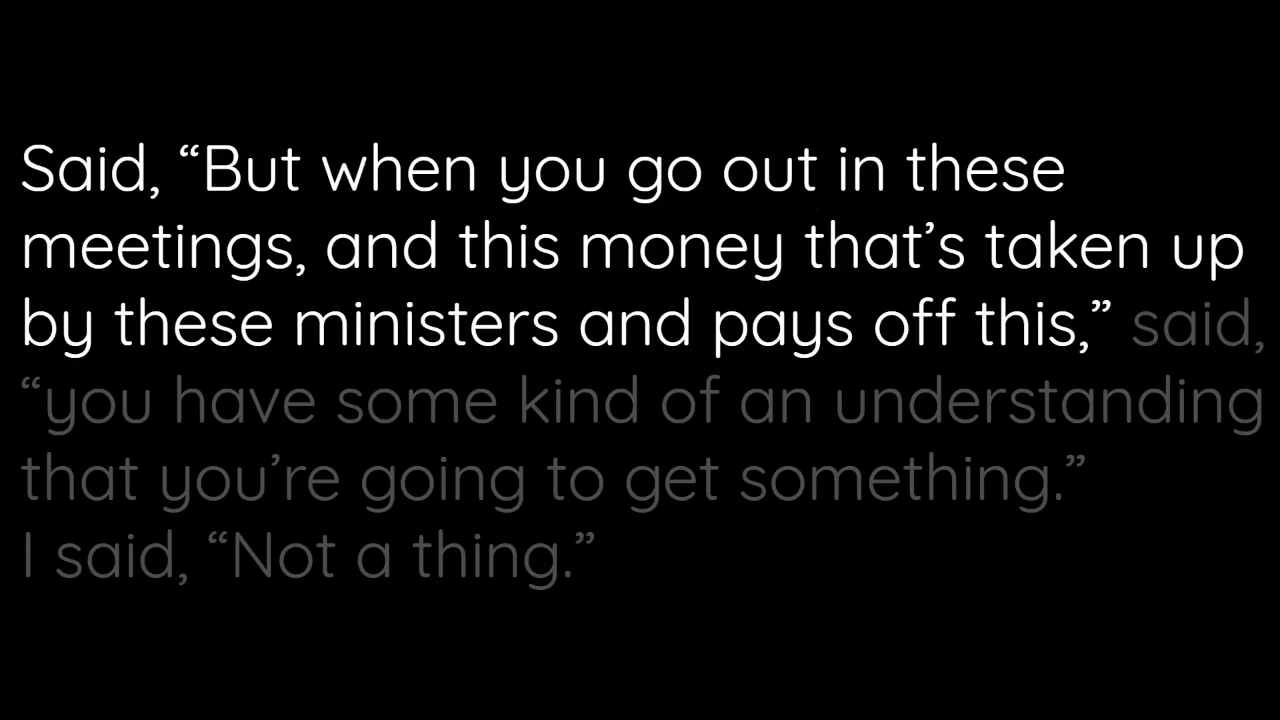 Said, “But when you go out in these
meetings, and this money that’s taken up
by these ministers and pays off this,” said,
“you have some kind of an understanding
that you’re going to get something.”
I said, “Not a thing.”